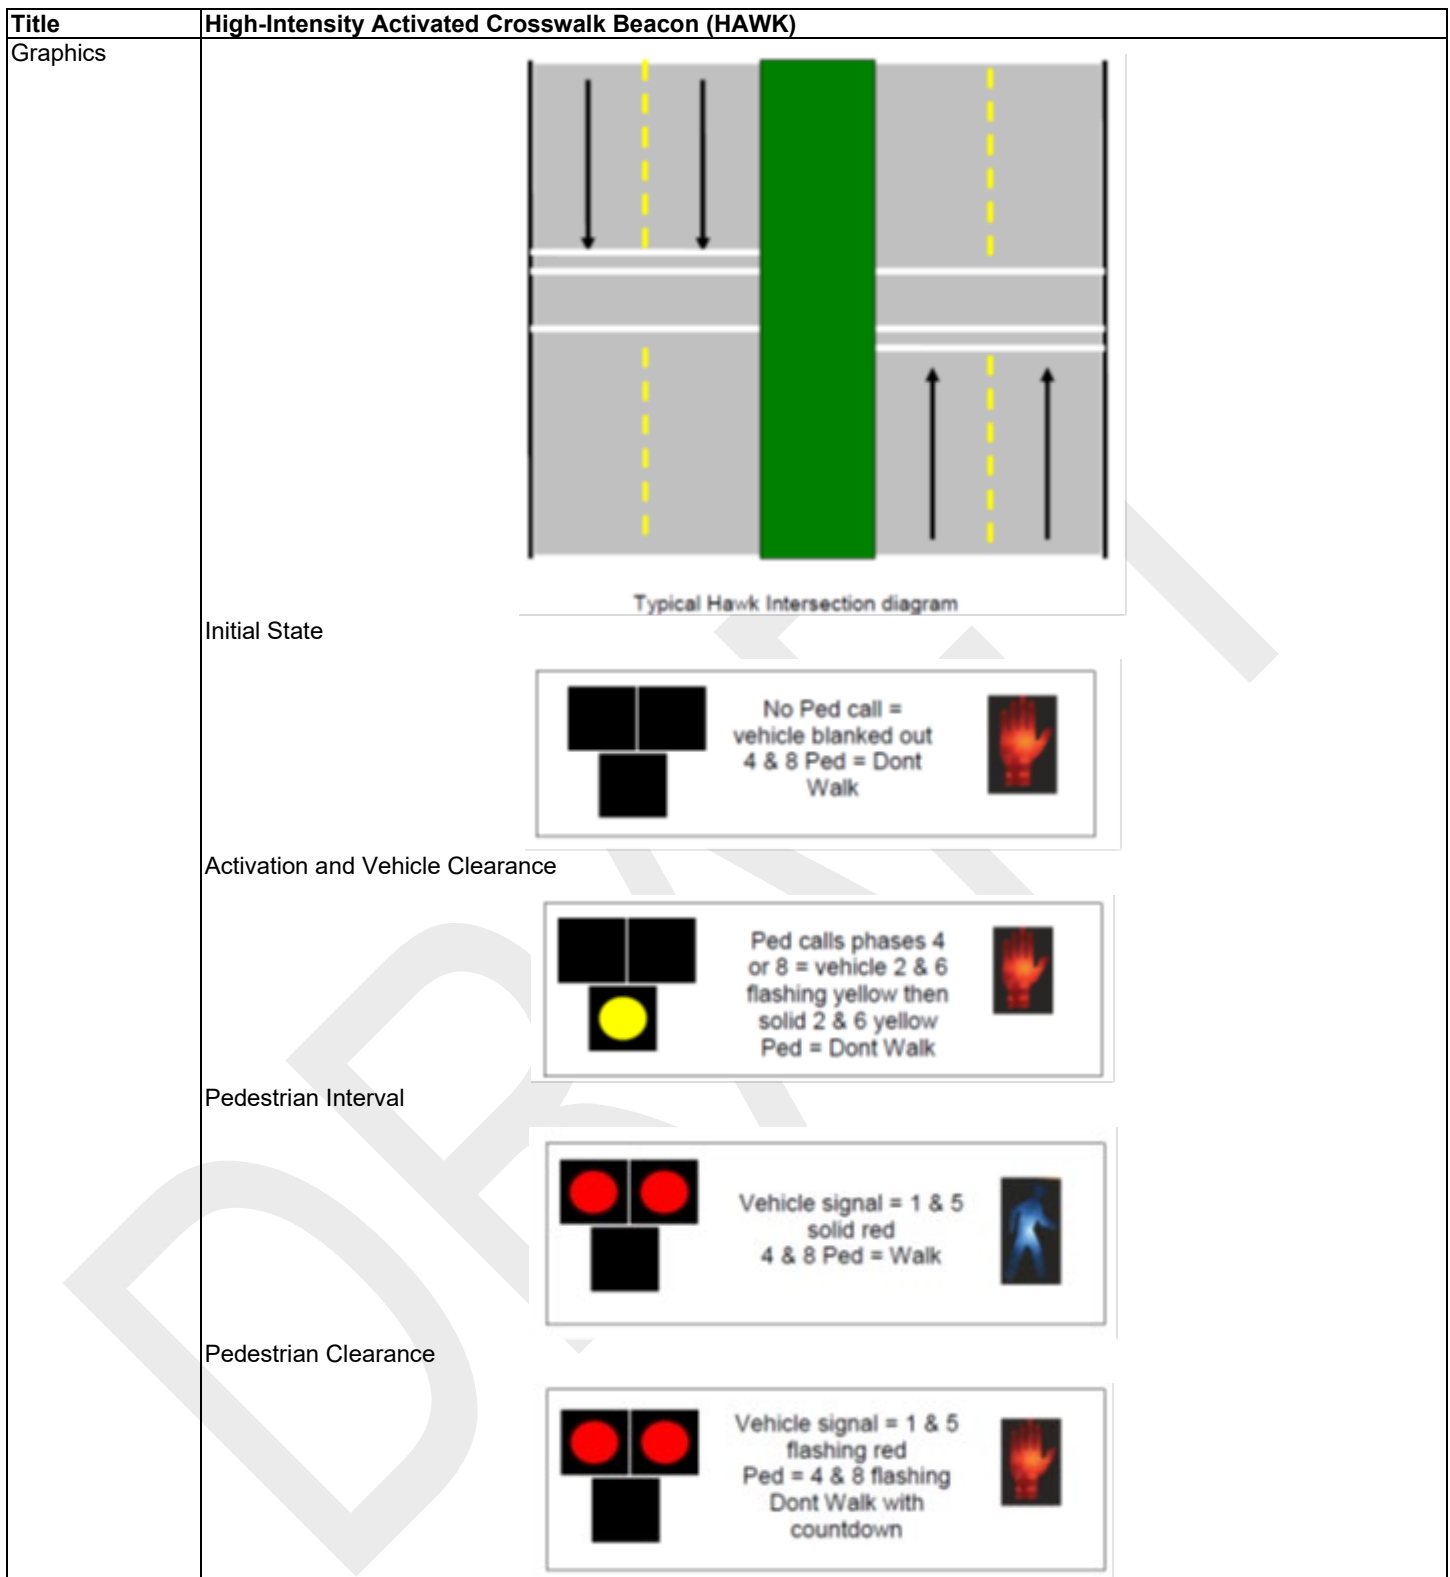 Title High-Intensity Activated Crosswalk Beacon (HAWK)
Graphics
Typical Hawk Intersection diagram
Initial State
No Ped call =
vehicle blanked out
4 & 8 Ped = Dont
Walk
Activation and Vehicle Clearance
Ped calls phases 4
or 8 = vehicle 2 & 6
flashing yellow then
solid 2 & 6 yellow
Ped = Dont Walk
Pedestrian Interval
Vehicle signal = 1 & 5
solid red
4 & 8 Ped = Walk
Pedestrian Clearance
Vehicle signal = 1 & 5
flashing red
Ped = 4 & 8 flashing
Dont Walk with
countdown
DRAFT